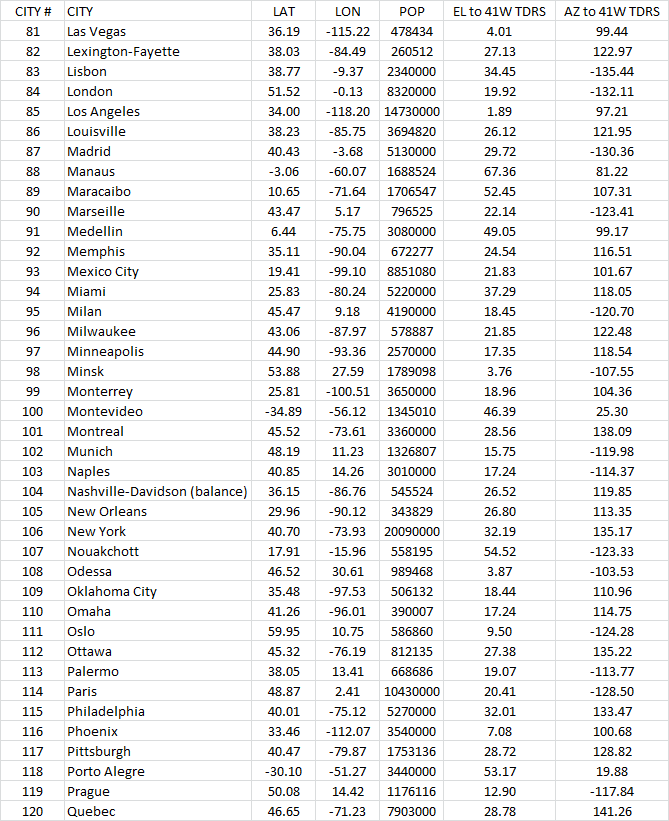 CITY # CITY LAT LON POP EL to 41W TDRS AZ to 41W TDRS
81 Las Vegas 36.19 -115.22 478434 4.01 99.44
82 Lexington-Fayette 38.03 -84.49 260512 27.13 122.97
83 Lisbon 38.77 -9.37 2340000 34.45 -135.44
84 London 51.52 -0.13 8320000 19.92 -132.11
85 Los Angeles 34.00 -118.20 14730000 1.89 97.21
86 Louisville 38.23 -85.75 3694820 26.12 121.95
87 Madrid 40.43 -3.68 5130000 29.72 -130.36
88 Manaus -3.06 -60.07 1688524 67.36 81.22
89 Maracaibo 10.65 -71.64 1706547 52.45 107.31
90 Marseille 43.47 5.17 796525 22.14 -123.41
91 Medellin 6.44 -75.75 3080000 49.05 99.17
92 Memphis 35.11 -90.04 672277 24.54 116.51
93 Mexico City 19.41 -99.10 8851080 21.83 101.67
94 Miami 25.83 -80.24 5220000 37.29 118.05
95 Milan 45.47 9.18 4190000 18.45 -120.70
96 Milwaukee 43.06 -87.97 578887 21.85 122.48
97 Minneapolis 44.90 -93.36 2570000 17.35 118.54
98 Minsk 53.88 27.59 1789098 3.76 -107.55
99 Monterrey 25.81 -100.51 3650000 18.96 104.36
100 Montevideo -34.89 -56.12 1345010 46.39 25.30
101 Montreal 45.52 -73.61 3360000 28.56 138.09
102 Munich 48.19 11.23 1326807 15.75 -119.98
103 Naples 40.85 14.26 3010000 17.24 -114.37
104 Nashville-Davidson (balance) 36.15 -86.76 545524 26.52 119.85
105 New Orleans 29.96 -90.12 343829 26.80 113.35
106 New York 40.70 -73.93 20090000 32.19 135.17
107 Nouakchott 17.91 -15.96 558195 54.52 -123.33
108 Odessa 46.52 30.61 989468 3.87 -103.53
109 Oklahoma City 35.48 -97.53 506132 18.44 110.96
110 Omaha 41.26 -96.01 390007 17.24 114.75
111 Oslo 59.95 10.75 586860 9.50 -124.28
112 Ottawa 45.32 -76.19 812135 27.38 135.22
113 Palermo 38.05 13.41 668686 19.07 -113.77
114 Paris 48.87 2.41 10430000 20.41 -128.50
115 Philadelphia 40.01 -75.12 5270000 32.01 133.47
116 Phoenix 33.46 -112.07 3540000 7.08 100.68
117 Pittsburgh 40.47 -79.87 1753136 28.72 128.82
118 Porto Alegre -30.10 -51.27 3440000 53.17 19.88
119 Prague 50.08 14.42 1176116 12.90 -117.84
120 Quebec 46.65 -71.23 7903000 28.78 141.26